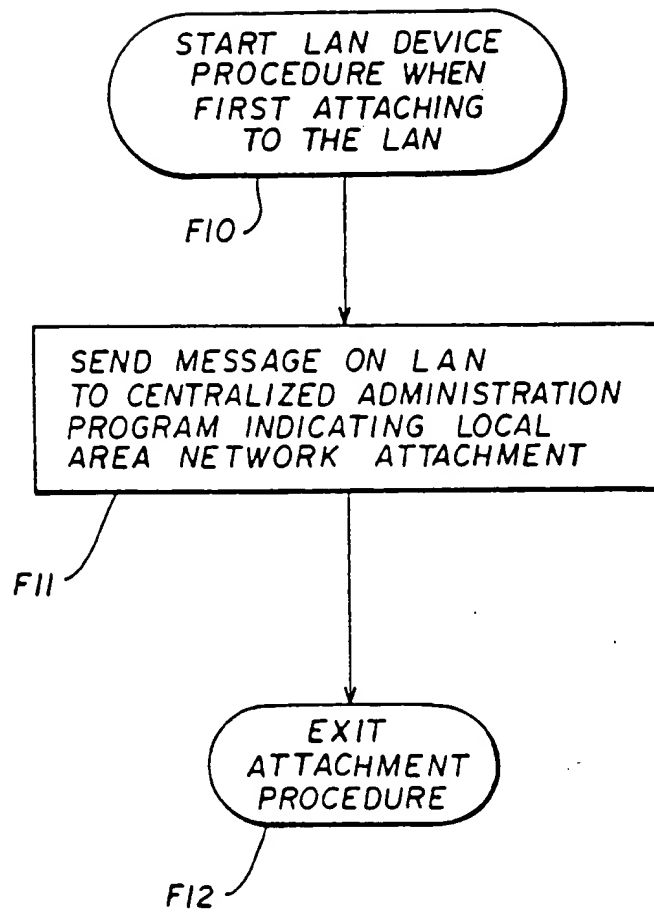 START LAN DEVICE
PROCEDURE WHEN
FIRST ATTACHING
TO THE LAN
F10
SEND MESSAGE ON LAN
TO CENTRALIZED ADMINISTRATION
PROGRAM INDICATING LOCAL
AREA NETWORK ATTACHMENT
F11
EXIT
ATTACHMENT
PROCEDURE
F12